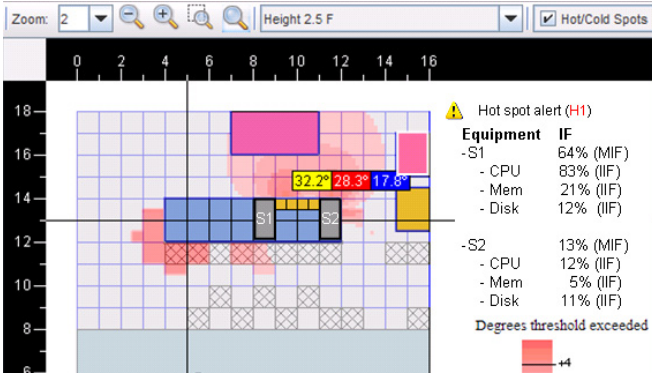 Zoom: 2 Height 2.5 F Hot/Cold Spots
0 2 4 6 8 10 12 14 16
18
16
14
12
10
8
6
32.2° 28.3° 17.8°
S1 S2
Hot spot alert (H1)
Equipment IF
-S1 64% (MIF)
- CPU 83% (IIF)
- Mem 21% (IIF)
- Disk 12% (IIF)
-S2 13% (MIF)
- CPU 12% (IIF)
- Mem 5% (IIF)
- Disk 11% (IIF)
Degrees threshold exceeded
+4